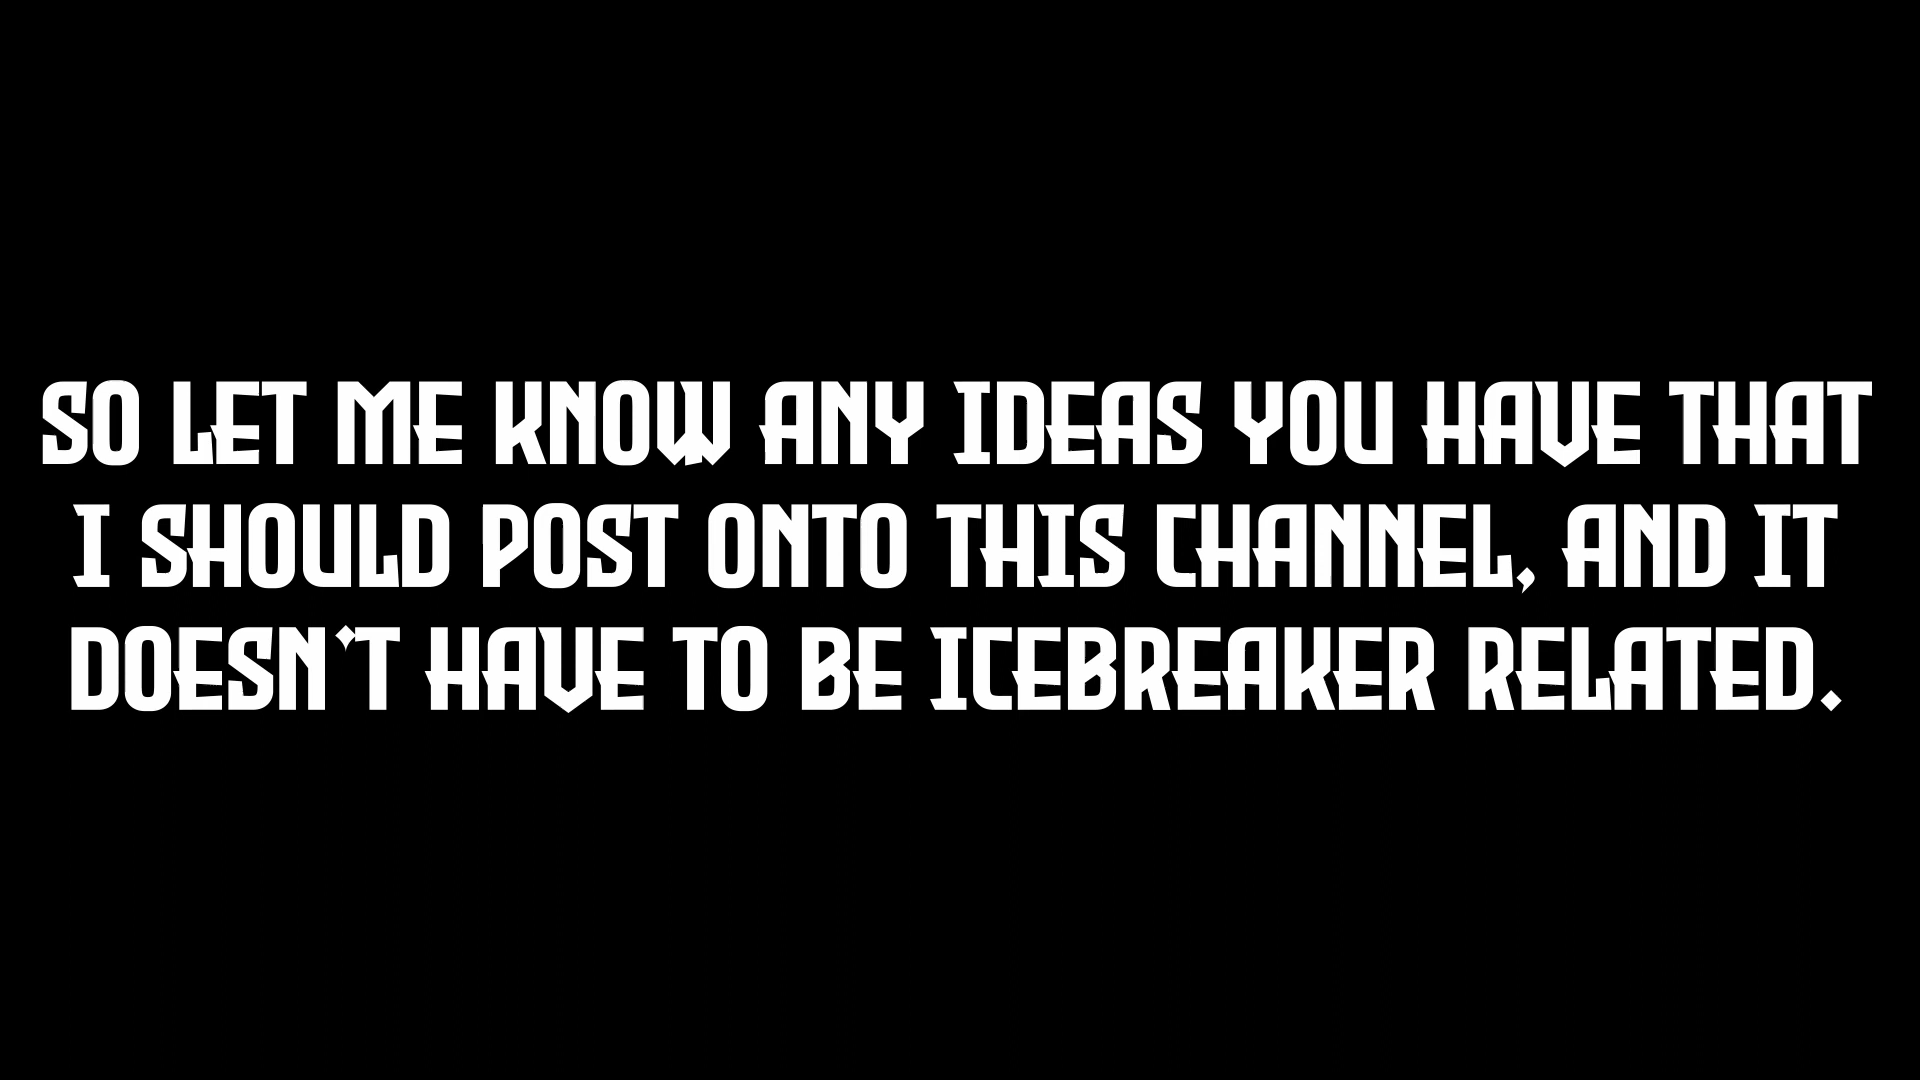 SO LET ME KNOW ANY IDEAS YOU HAVE THAT
I SHOULD POST ONTO THIS CHANNEL, AND IT
DOESN'T HAVE TO BE ICEBREAKER RELATED.